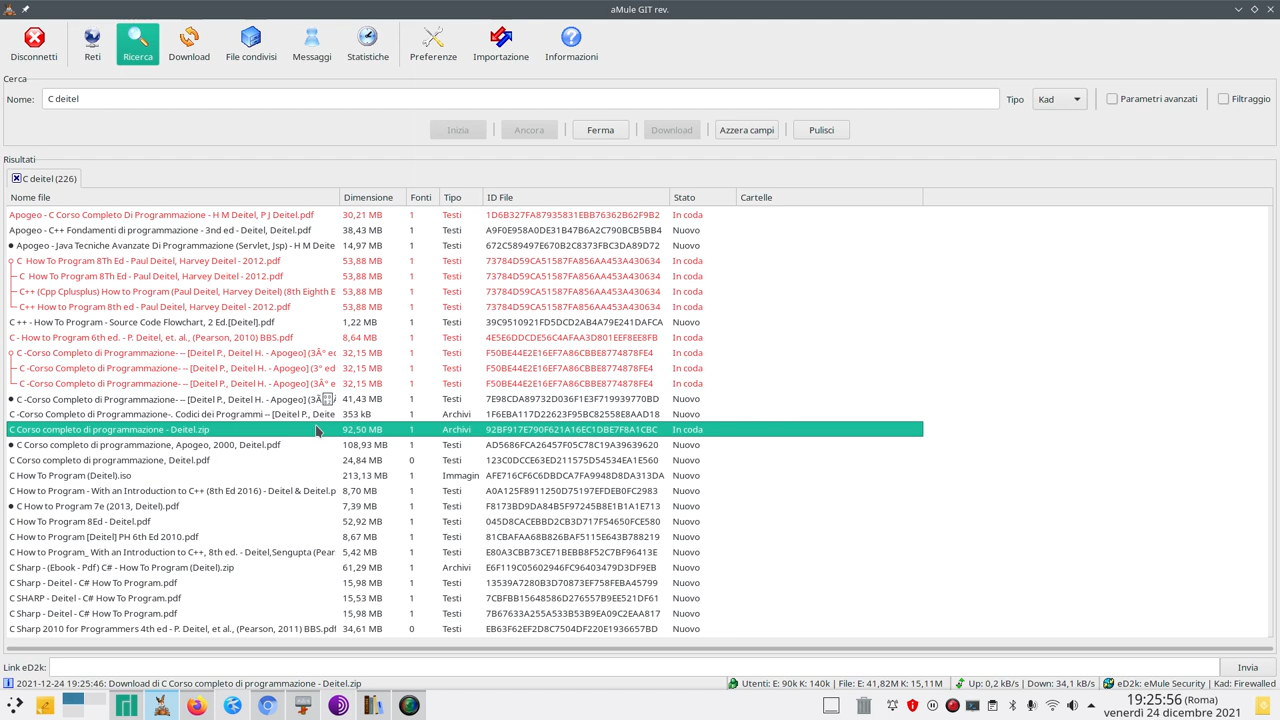 aMule GIT rev.
Disconnetti Reti Ricerca Download File condivisi Messaggi Statistiche Preferenze Importazione Informazioni
Cerca
Nome: C deitel Tipo Kad Parametri avanzati Filtraggio
Inizia Ancora Ferma Download Azzera campi Pulisci
Risultati
C deitel (226)
Nome file Dimensione Fonti Tipo ID File Stato Cartelle
Apogeo - C Corso Completo Di Programmazione - H M Deitel, P J Deitel.pdf 30,21 MB 1 Testi 1D6B327FA87935831EBB76362B62F9B2 In coda
Apogeo - C++ Fondamenti di programmazione - 3nd ed - Deitel, Deitel.pdf 38,43 MB 1 Testi A9F0E958A0DE31B47B6A2C790BCB5BB4 Nuovo
Apogeo - Java Tecniche Avanzate Di Programmazione (Servlet, Jsp) - H M Deite 14,97 MB 1 Testi 672C589497E670B2C8373FBC3DA89D72 Nuovo
C How To Program 8Th Ed - Paul Deitel, Harvey Deitel - 2012.pdf 53,88 MB 1 Testi 73784D59CA51587FA856AA453A430634 In coda
C How To Program 8Th Ed - Paul Deitel, Harvey Deitel - 2012.pdf 53,88 MB 1 Testi 73784D59CA51587FA856AA453A430634 In coda
C++ (Cpp Cplusplus) How to Program (Paul Deitel, Harvey Deitel) (8th Eighth E 53,88 MB 1 Testi 73784D59CA51587FA856AA453A430634 In coda
C++ How to Program 8th ed - Paul Deitel, Harvey Deitel - 2012.pdf 53,88 MB 1 Testi 73784D59CA51587FA856AA453A430634 In coda
C ++ - How To Program - Source Code Flowchart, 2 Ed.[Deitel].pdf 1,22 MB 1 Testi 39C9510921FD5DCD2AB4A79E241DAFCA Nuovo
C - How to Program 6th ed. - P. Deitel, et. al., (Pearson, 2010) BBS.pdf 8,64 MB 1 Testi 4E5E6DDCDE56C4AFAA3D801EEF8EE8FB In coda
C -Corso Completo di Programmazione- -- [Deitel P., Deitel H. - Apogeo] (3Âº ed 32,15 MB 1 Testi F50BE44E2E16EF7A86CBBE8774878FE4 In coda
C -Corso Completo di Programmazione- -- [Deitel P., Deitel H. - Apogeo] (3º ed 32,15 MB 1 Testi F50BE44E2E16EF7A86CBBE8774878FE4 In coda
C -Corso Completo di Programmazione- -- [Deitel P., Deitel H. - Apogeo] (3Âº e 32,15 MB 1 Testi F50BE44E2E16EF7A86CBBE8774878FE4 In coda
C -Corso Completo di Programmazione- -- [Deitel P., Deitel H. - Apogeo] (3Ã 41,43 MB 1 Testi 7E98CDA89732D036F1E3F719939770BD Nuovo
C -Corso Completo di Programmazione-. Codici dei Programmi -- [Deitel P., Deite 353 kB 1 Archivi 1F6EBA117D22623F95BC82558E8AAD18 Nuovo
C Corso completo di programmazione - Deitel.zip 92,50 MB 1 Archivi 92BF917E790F621A16EC1DBE7F8A1CBC In coda
C Corso completo di programmazione, Apogeo, 2000, Deitel.pdf 108,93 MB 1 Testi AD5686FCA26457F05C78C19A39639620 Nuovo
C Corso completo di programmazione, Deitel.pdf 24,84 MB 0 Testi 123C0DCCE63ED211575D54534EA1E560 Nuovo
C How To Program (Deitel).iso 213,13 MB 1 Immagin AFE716CF6C6DBDCA7FA9948D8DA313DA Nuovo
C How to Program - With an Introduction to C++ (8th Ed 2016) - Deitel & Deitel.p 8,70 MB 1 Testi A0A125F8911250D75197EFDEB0FC2983 Nuovo
C How to Program 7e (2013, Deitel).pdf 7,39 MB 1 Testi F8173BD9DA84B5F97245B8E1B1A1E713 Nuovo
C How To Program 8Ed - Deitel.pdf 52,92 MB 1 Testi 045D8CACEBBD2CB3D717F54650FCE580 Nuovo
C How to Program [Deitel] PH 6th Ed 2010.pdf 8,67 MB 1 Testi 81CBAFAA68B826BAF5115E643B788219 Nuovo
C How to Program_ With an Introduction to C++, 8th ed. - Deitel,Sengupta (Pear 5,42 MB 1 Testi E80A3CBB73CE71BEBB8F52C7BF96413E Nuovo
C Sharp - (Ebook - Pdf) C# - How To Program (Deitel).zip 61,29 MB 1 Archivi E6F119C05602946FC96403479D3DF9EB Nuovo
C Sharp - Deitel - C# How To Program.pdf 15,98 MB 1 Testi 13539A7280B3D70873EF758FEBA45799 Nuovo
C SHARP - Deitel - C# How To Program.pdf 15,53 MB 1 Testi 7CBFBB15648586D276557B9EE521DF61 Nuovo
C Sharp - Deitel - C# How To Program.pdf 15,98 MB 1 Testi 7B67633A255A533B53B9EA09C2EAA817 Nuovo
C Sharp 2010 for Programmers 4th ed - P. Deitel, et al., (Pearson, 2011) BBS.pdf 34,61 MB 0 Testi EB63F62EF2D8C7504DF220E1936657BD Nuovo
Link eD2k: Invia
2021-12-24 19:25:46: Download di C Corso completo di programmazione - Deitel.zip Utenti: E: 90k K: 140k | File: E: 41,82M K: 15,11M Up: 0,2 kB/s | Down: 34,1 kB/s eD2k: eMule Security | Kad: Firewalled
19:25:56 (Roma)
venerdì 24 dicembre 2021